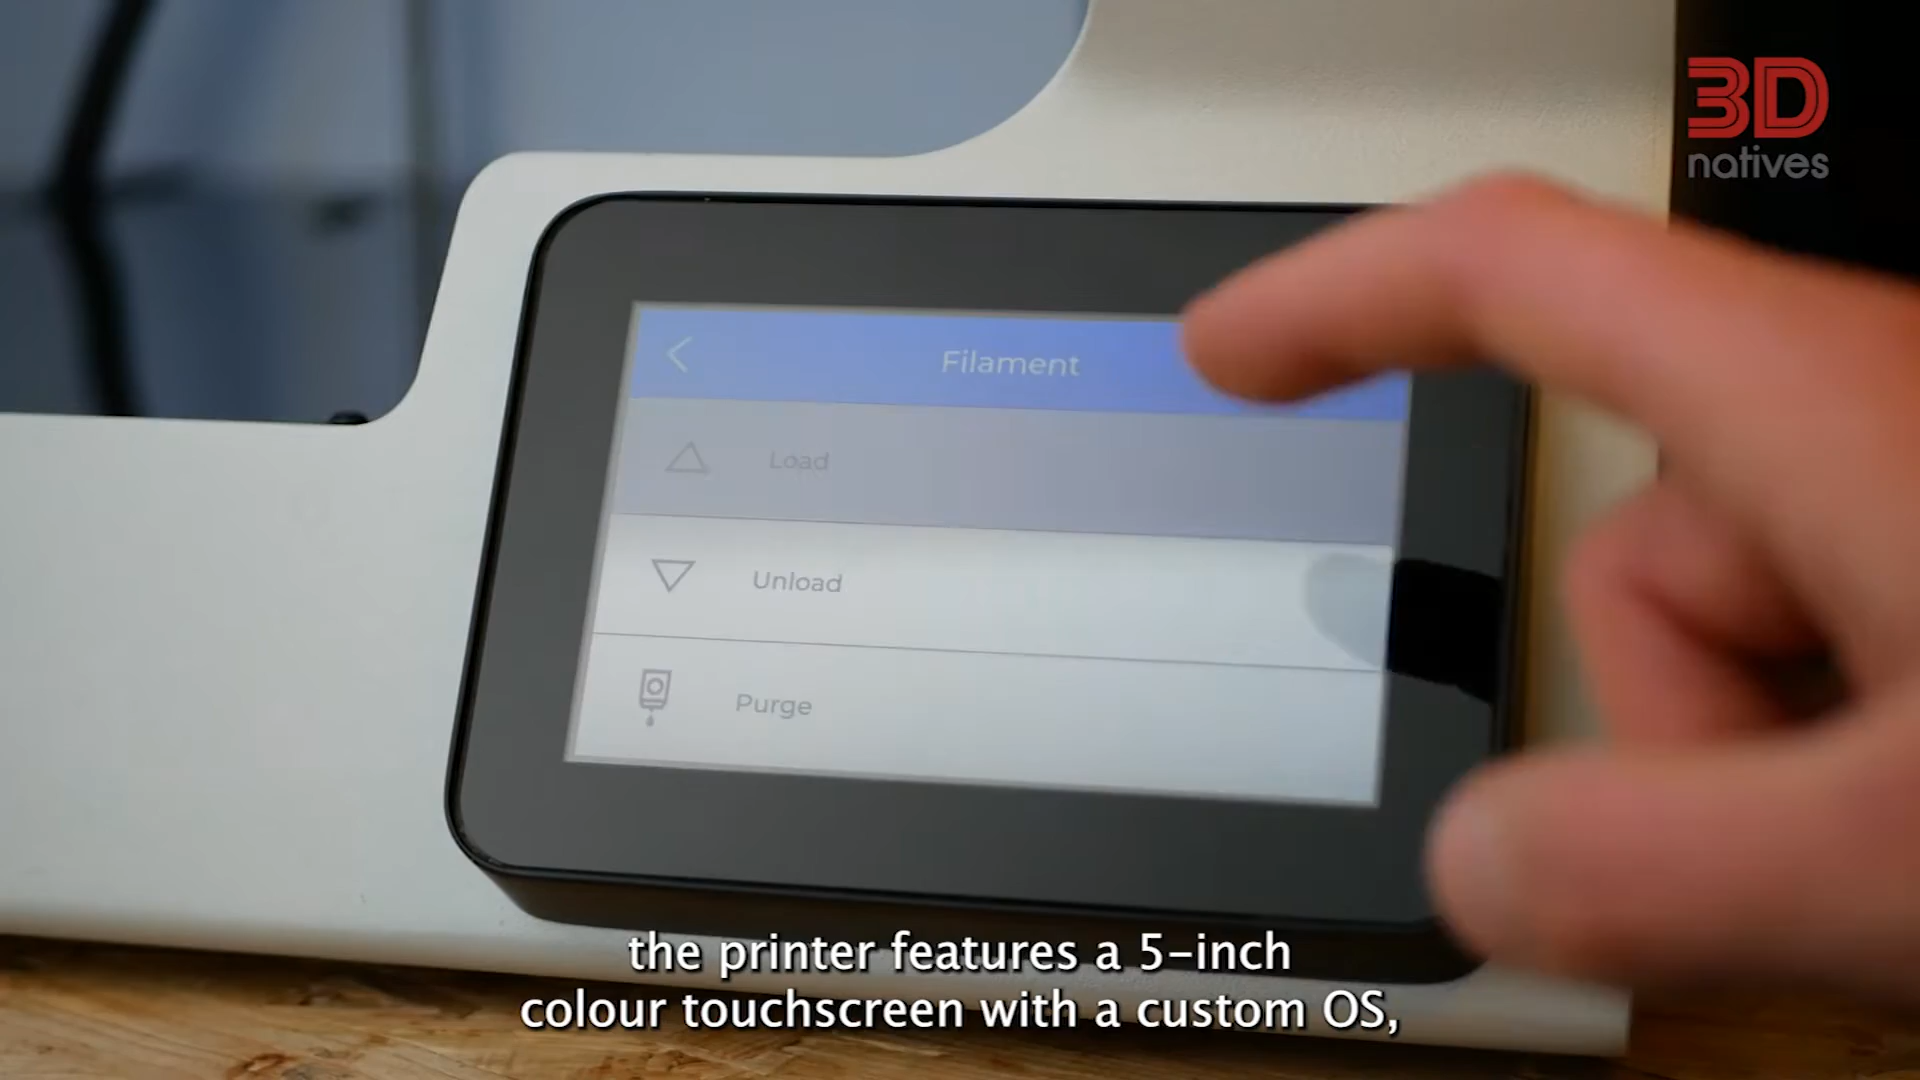 3D
natives
Filament
Load
Unload
Purge
the printer features a 5-inch
colour touchscreen with a custom OS,